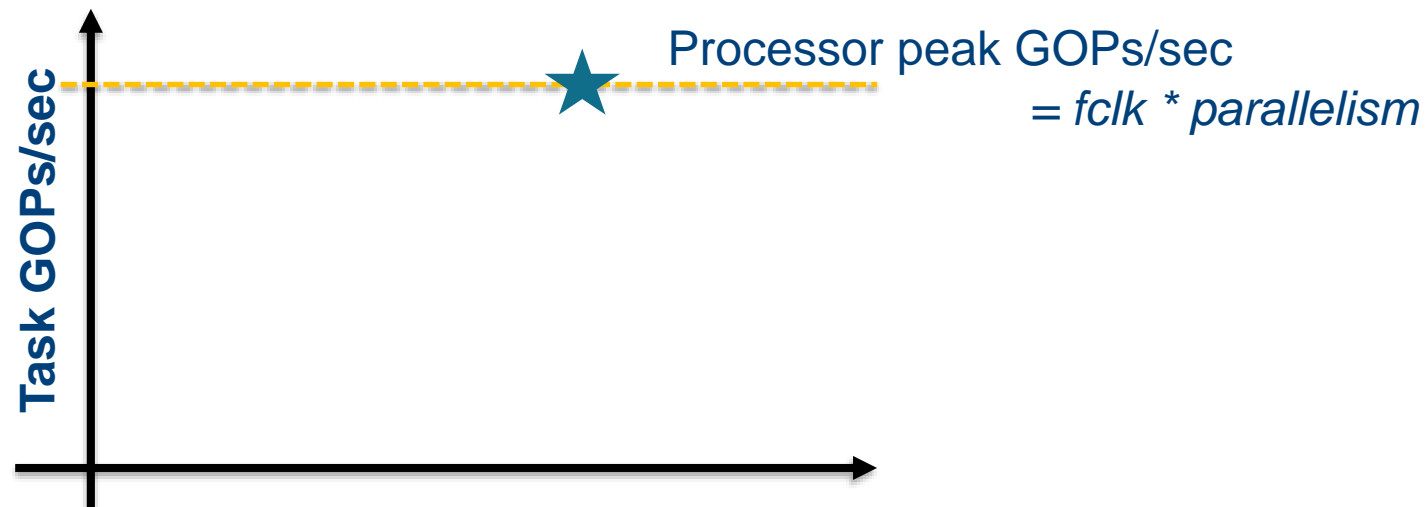 Processor peak GOPs/sec
= fclk * parallelism
Task GOPs/sec